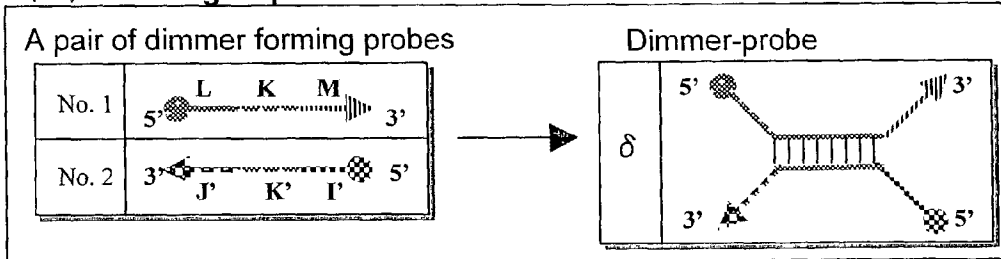 A pair of dimmer forming probes
Dimmer-probe
No. 1
5'
L K M
3'
No. 2
3'
J' K' I'
5'
δ
5'
3'
3'
5'